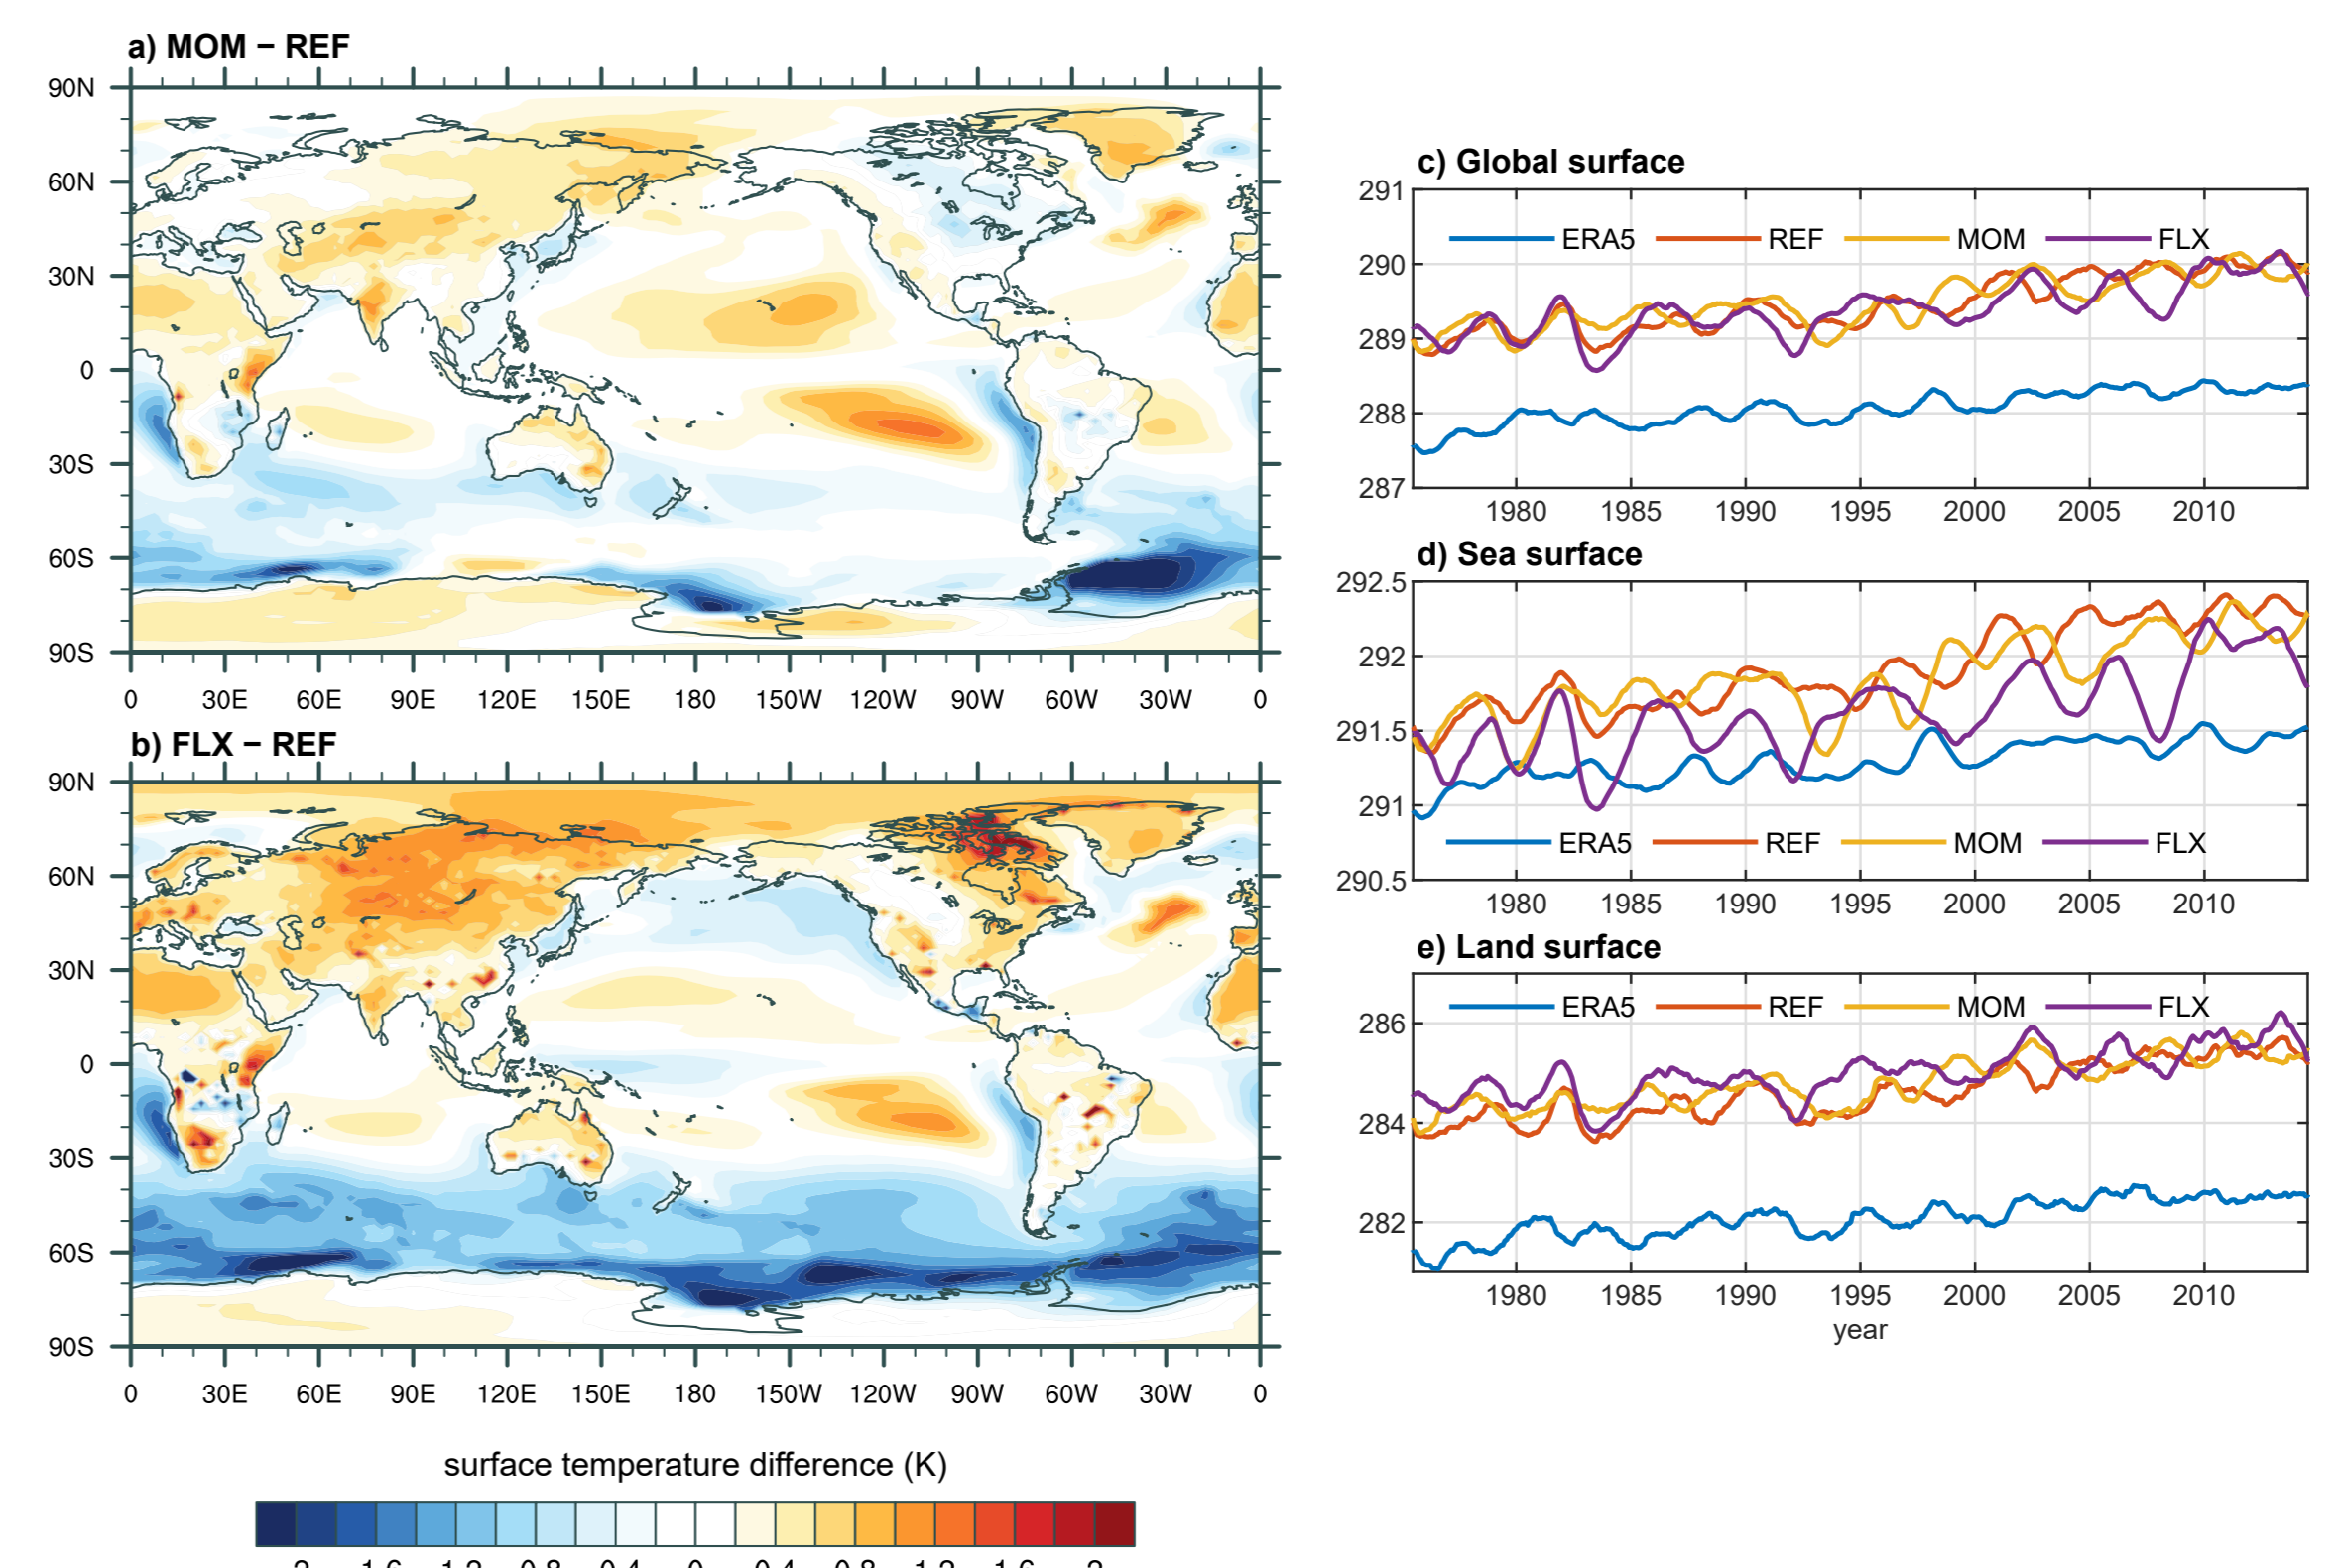 a) MOM − REF
90N
60N
30N
0
30S
60S
90S
0 30E 60E 90E 120E 150E 180 150W 120W 90W 60W 30W 0
b) FLX − REF
90N
60N
30N
0
30S
60S
90S
0 30E 60E 90E 120E 150E 180 150W 120W 90W 60W 30W 0
surface temperature difference (K)
c) Global surface
291
ERA5 REF MOM FLX
290
289
288
287
1980 1985 1990 1995 2000 2005 2010
d) Sea surface
292.5
292
291.5
291
ERA5 REF MOM FLX
290.5
1980 1985 1990 1995 2000 2005 2010
e) Land surface
ERA5 REF MOM FLX
286
284
282
1980 1985 1990 1995 2000 2005 2010
year